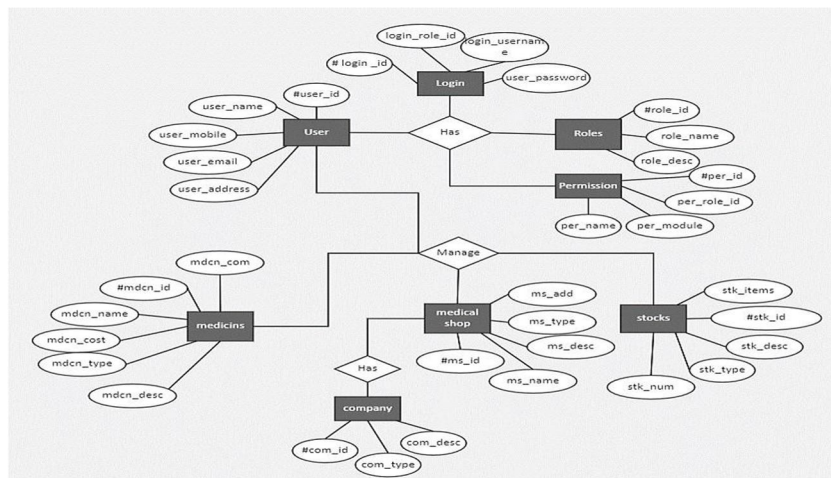 login_role_id
login_usernam
e
# login _id
Login
user_password
#user_id
user_name
User
user_mobile
user_email
user_address
Has
#role_id
Roles
role_name
role_desc
Permission
#per_id
per_role_id
per_name
per_module
Manage
mdcn_com
#mdcn_id
mdcn_name
medicins
mdcn_cost
mdcn_type
mdcn_desc
medical
shop
ms_add
ms_type
ms_desc
#ms_id
ms_name
stocks
stk_items
#stk_id
stk_desc
stk_type
stk_num
Has
company
#com_id
com_desc
com_type